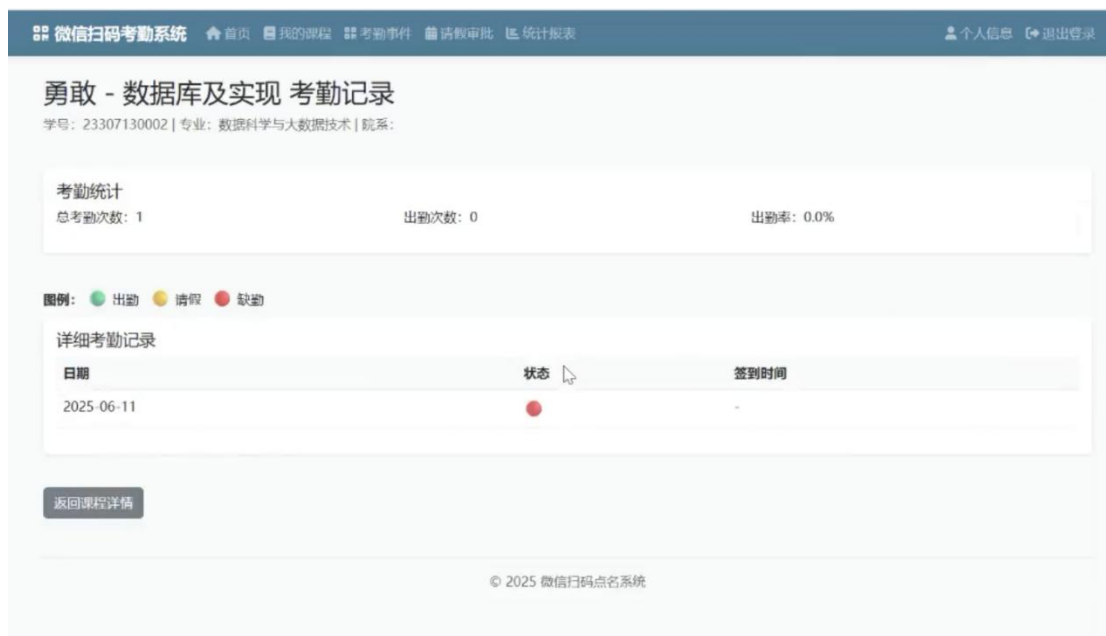 微信扫码考勤系统 首页 我的课程 考勤事件 请假审批 统计报表 个人信息 退出登录
勇敢 - 数据库及实现 考勤记录
学号：23307130002 | 专业：数据科学与大数据技术 | 院系：
考勤统计
总考勤次数：1 出勤次数：0 出勤率：0.0%
图例： 出勤 请假 缺勤
详细考勤记录
日期 状态 签到时间
2025-06-11 -
返回课程详情
© 2025 微信扫码点名系统